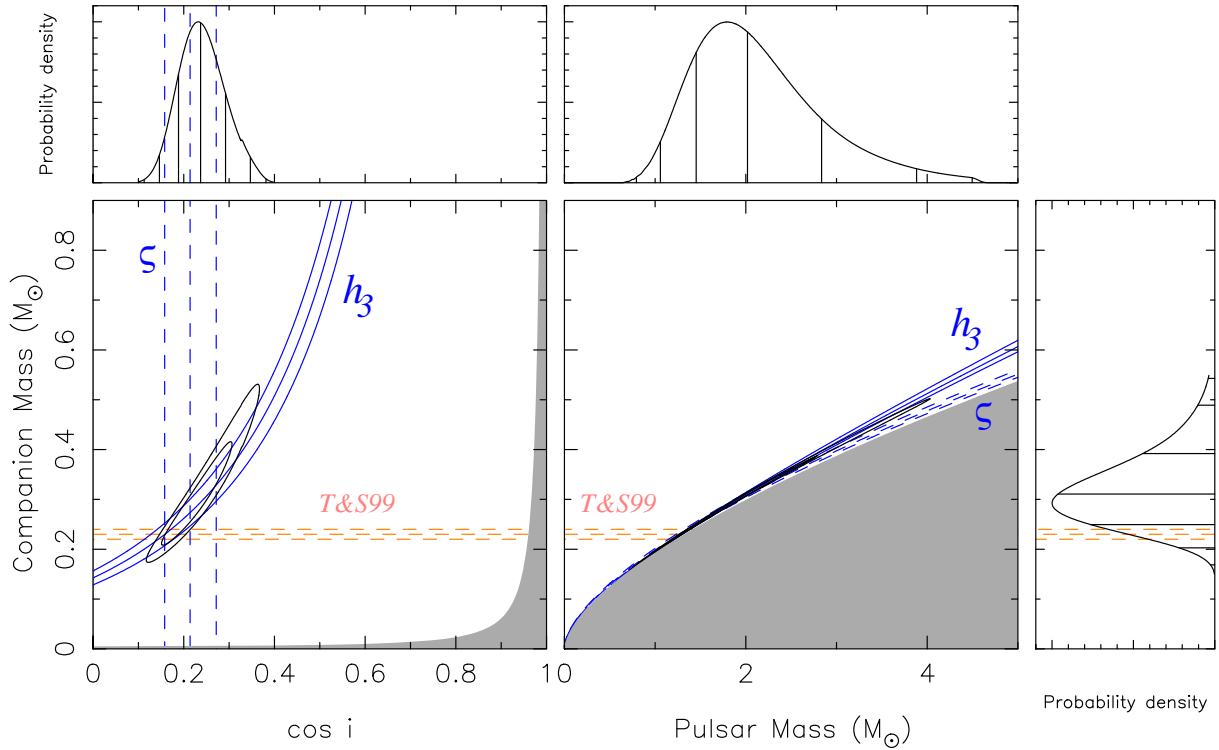 Probability density
ς
h3
T&S99
0.8
0.6
0.4
0.2
0
Companion Mass (M⊙)
0
0.2
0.4
0.6
0.8
1
cos i
h3
ς
T&S99
0
2
4
Pulsar Mass (M⊙)
Probability density